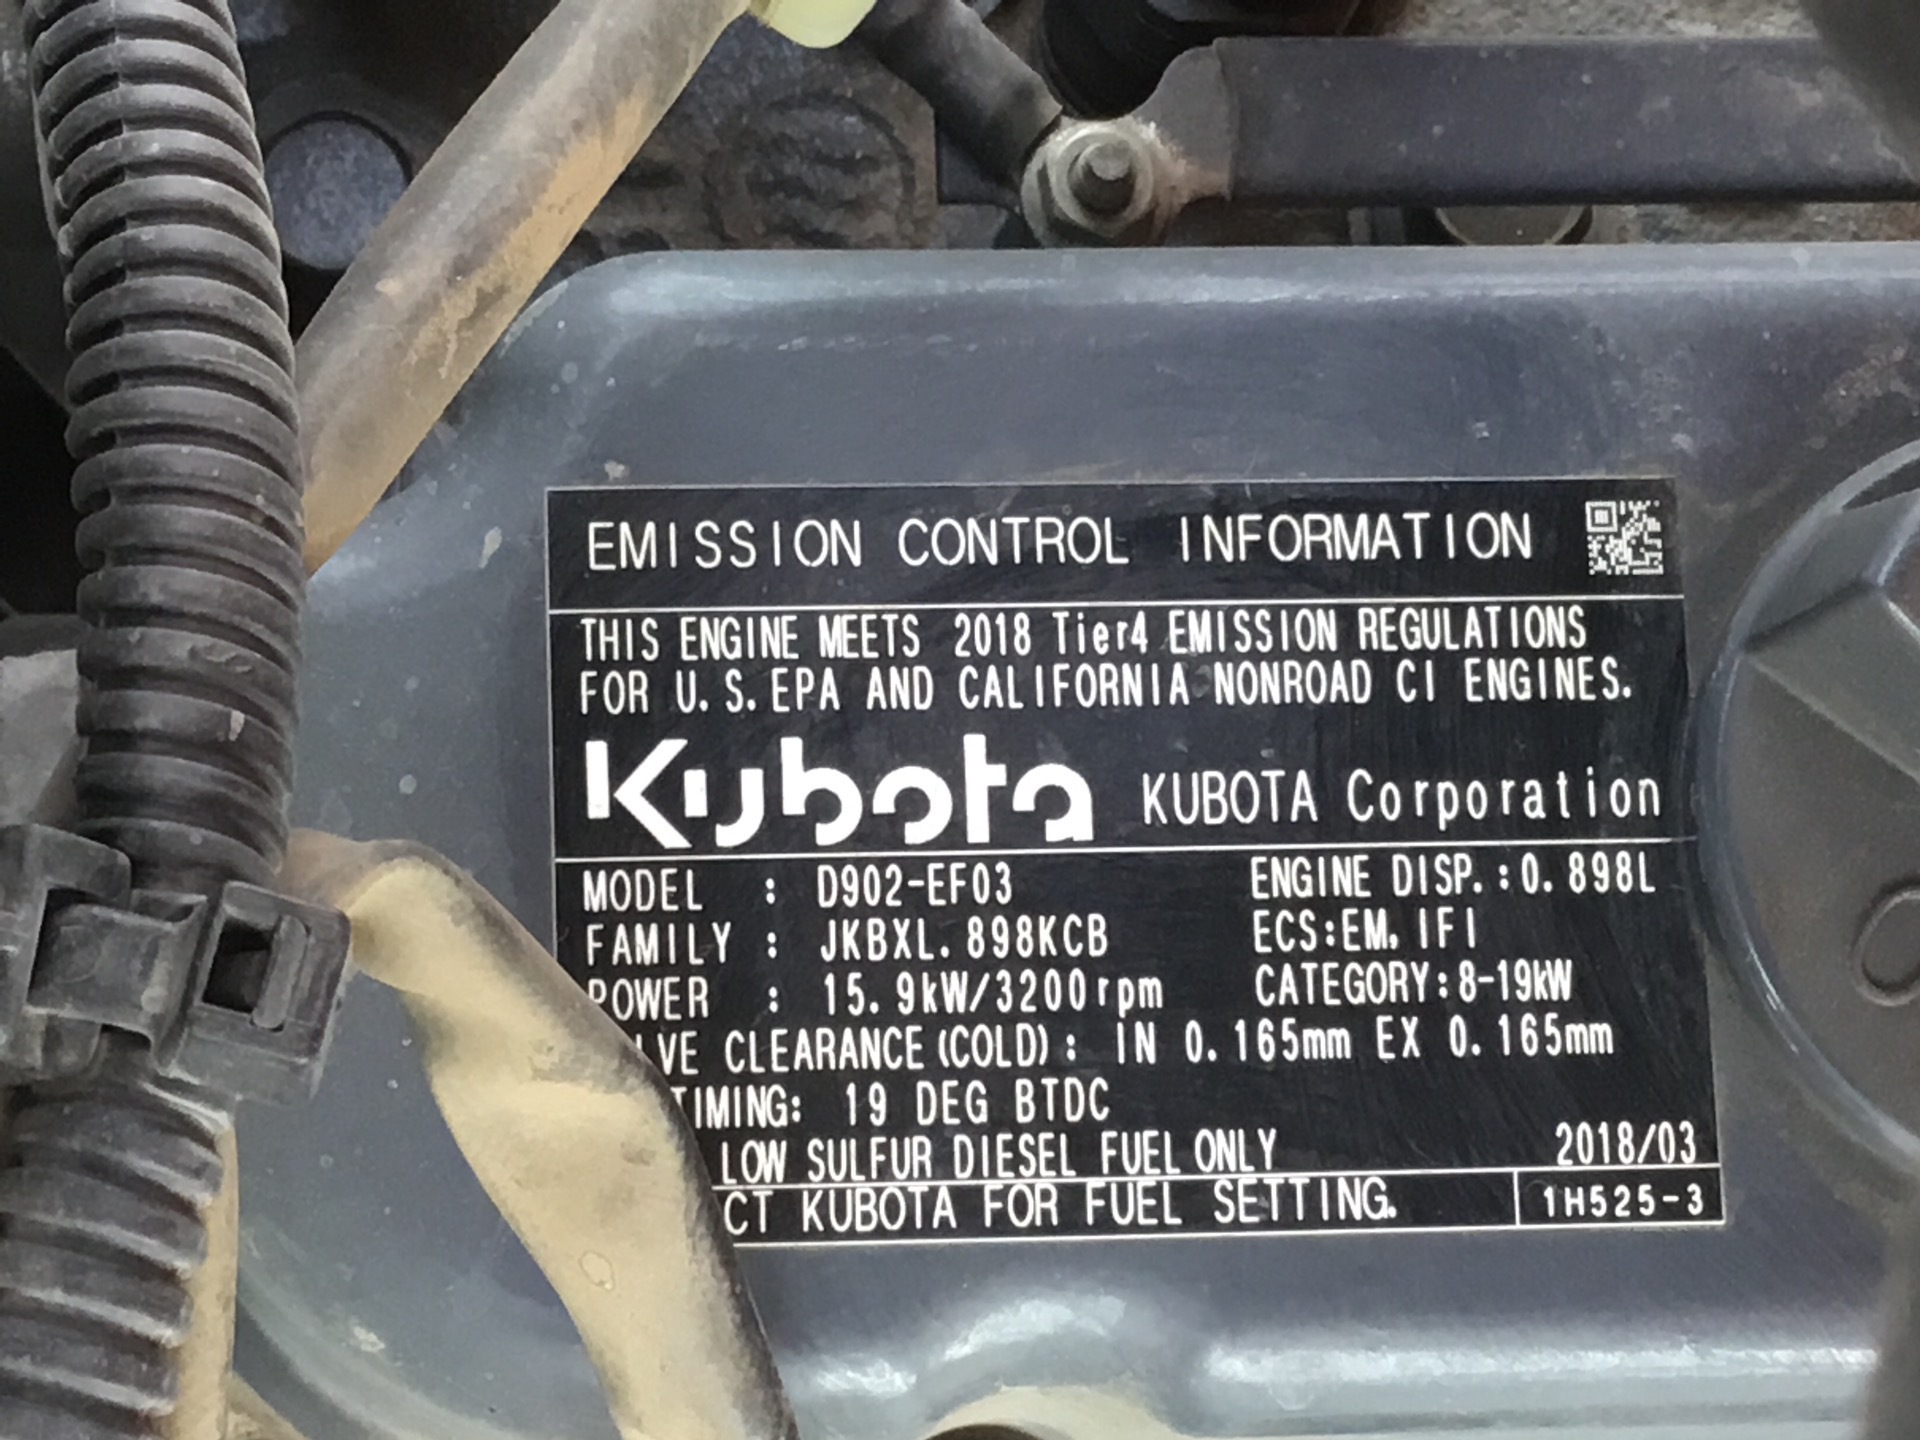 EMISSION CONTROL INFORMATION
THIS ENGINE MEETS 2018 Tier4 EMISSION REGULATIONS
FOR U.S.EPA AND CALIFORNIA NONROAD CI ENGINES.
Kubota KUBOTA Corporation
MODEL : D902-EF03 ENGINE DISP.:0.898L
FAMILY : JKBXL.898KCB ECS:EM, IFI
POWER : 15.9kW/3200rpm CATEGORY:8-19kW
LVE CLEARANCE(COLD): IN 0.165mm EX 0.165mm
TIMING: 19 DEG BTDC
LOW SULFUR DIESEL FUEL ONLY 2018/03
CT KUBOTA FOR FUEL SETTING. 1H525-3